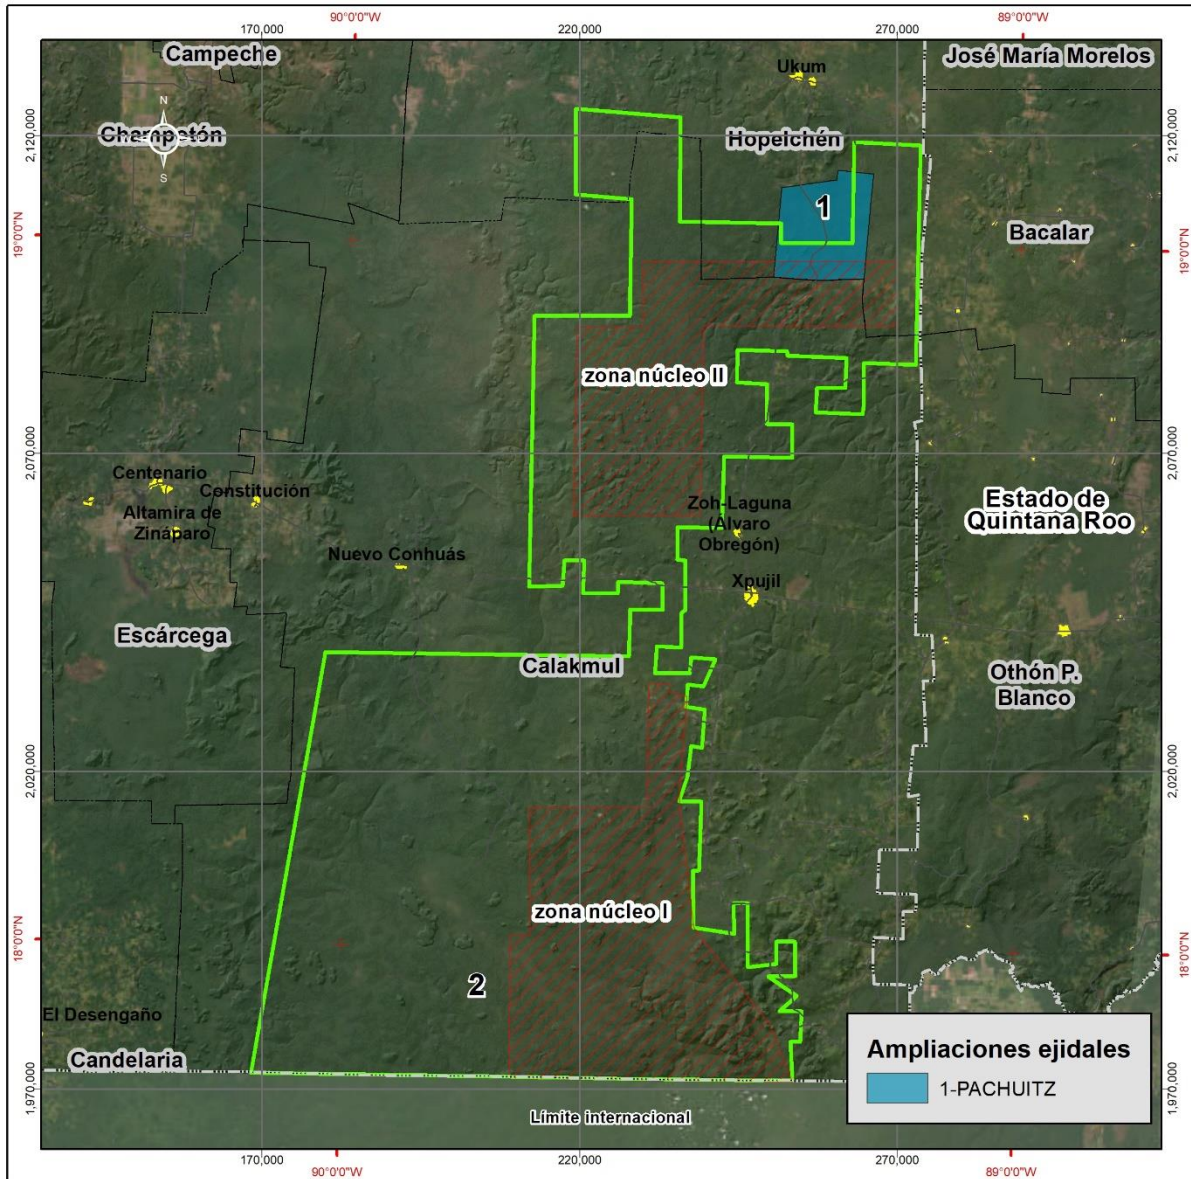 90°0'0"W
89°0'0"W
170,000
220,000
270,000
Campeche
José María Morelos
Ukum
N
Champotón
S
Hopelchén
2,120,000
2,120,000
1
Bacalar
19°0'0"N
19°0'0"N
zona núcleo II
2,070,000
2,070,000
Centenario
Constitución
Altamira de
Zináparo
Zoh-Laguna
(Álvaro
Obregón)
Estado de
Quintana Roo
Nuevo Conhuás
Xpujil
Escárcega
Calakmul
Othón P.
Blanco
2,020,000
2,020,000
zona núcleo I
18°0'0"N
18°0'0"N
2
El Desengaño
Candelaria
Ampliaciones ejidales
1-PACHUITZ
1,970,000
1,970,000
Límite internacional
170,000
220,000
270,000
90°0'0"W
89°0'0"W